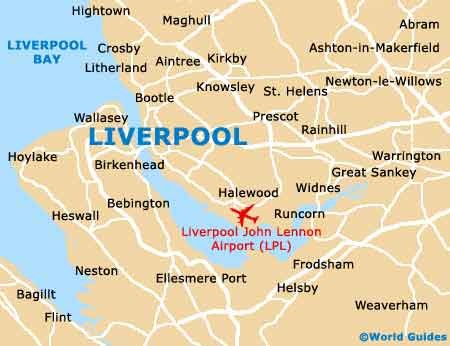 Hightown
Maghull
Abram
LIVERPOOL
BAY
Crosby
Ashton-in-Makerfield
Aintree
Kirkby
Litherland
Newton-le-Willows
Knowsley
St. Helens
Bootle
Prescot
Wallasey
Rainhill
LIVERPOOL
Hoylake
Birkenhead
Warrington
Great Sankey
Halewood
Widnes
Bebington
Heswall
Runcorn
Liverpool John Lennon
Airport (LPL)
Neston
Frodsham
Ellesmere Port
Helsby
Bagillt
Weaverham
Flint
©World Guides